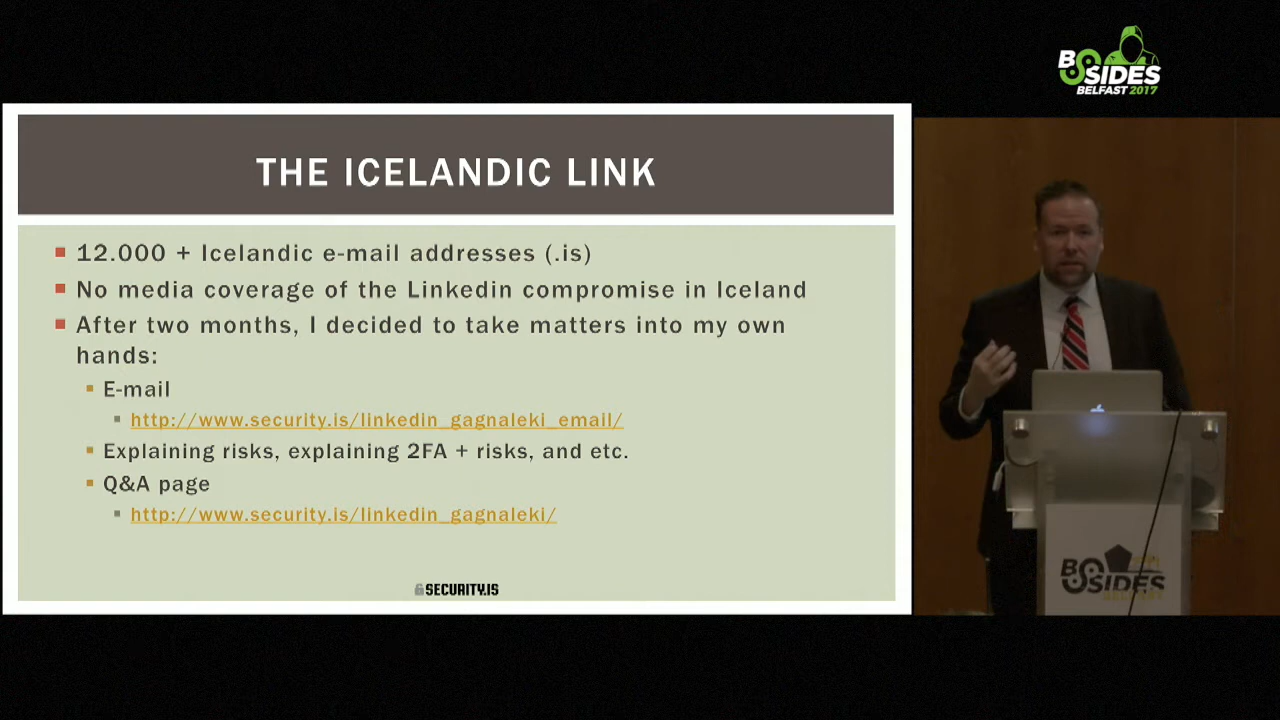 BSIDES
BELFAST 2017
THE ICELANDIC LINK
12.000 + Icelandic e-mail addresses (.is)
No media coverage of the Linkedin compromise in Iceland
After two months, I decided to take matters into my own
hands:
E-mail
http://www.security.is/linkedin_gagnaleki_email/
Explaining risks, explaining 2FA + risks, and etc.
Q&A page
http://www.security.is/linkedin_gagnaleki/
SECURITY.IS
BSIDES
BELFAST